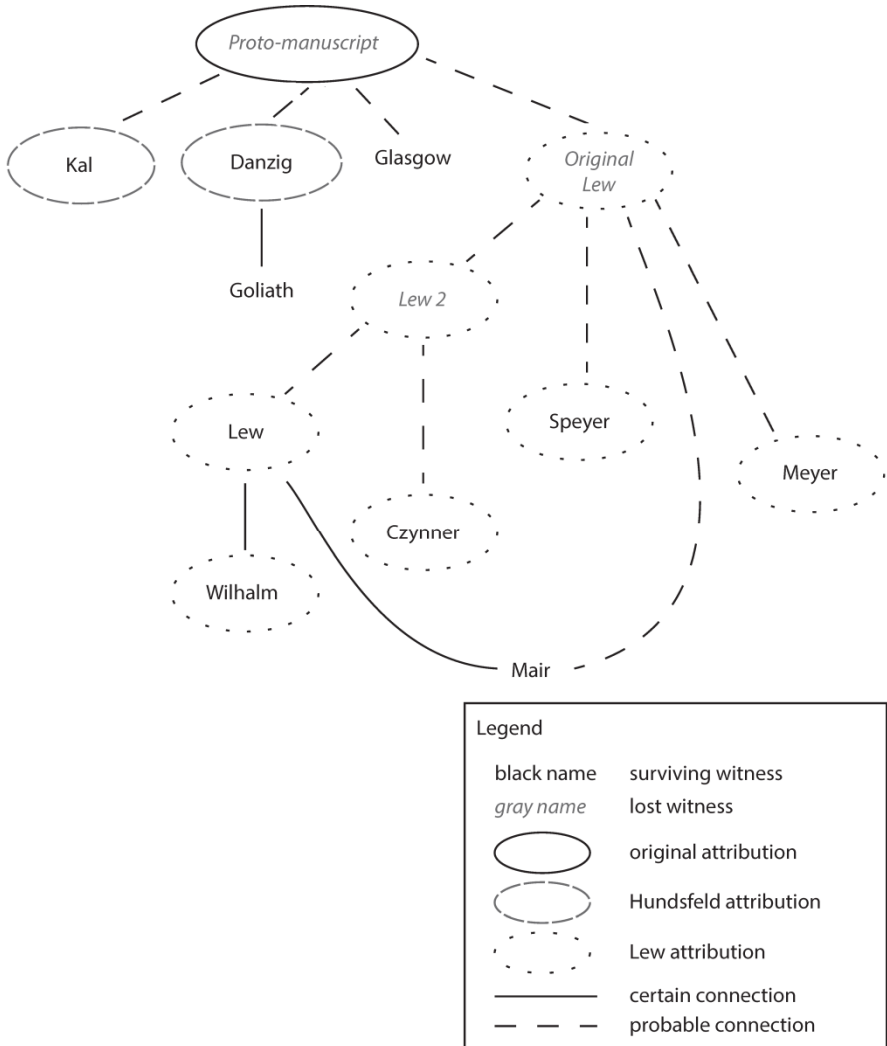 Proto-manuscript
Kal
Danzig
Glasgow
Original
Lew
Goliath
Lew 2
Lew
Speyer
Meyer
Czynner
Wilhalm
Mair
Legend
black name surviving witness
gray name lost witness
original attribution
Hundsfeld attribution
Lew attribution
certain connection
probable connection